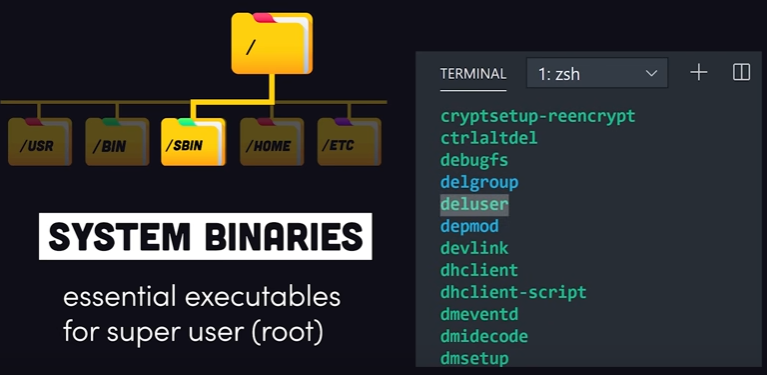 /
/USR
/BIN
/SBIN
/HOME
/ETC
SYSTEM BINARIES
essential executables
for super user (root)
TERMINAL
1: zsh
cryptsetup-reencrypt
ctrlaltdel
debugfs
delgroup
deluser
depmod
devlink
dhclient
dhclient-script
dmeventd
dmidecode
dmsetup